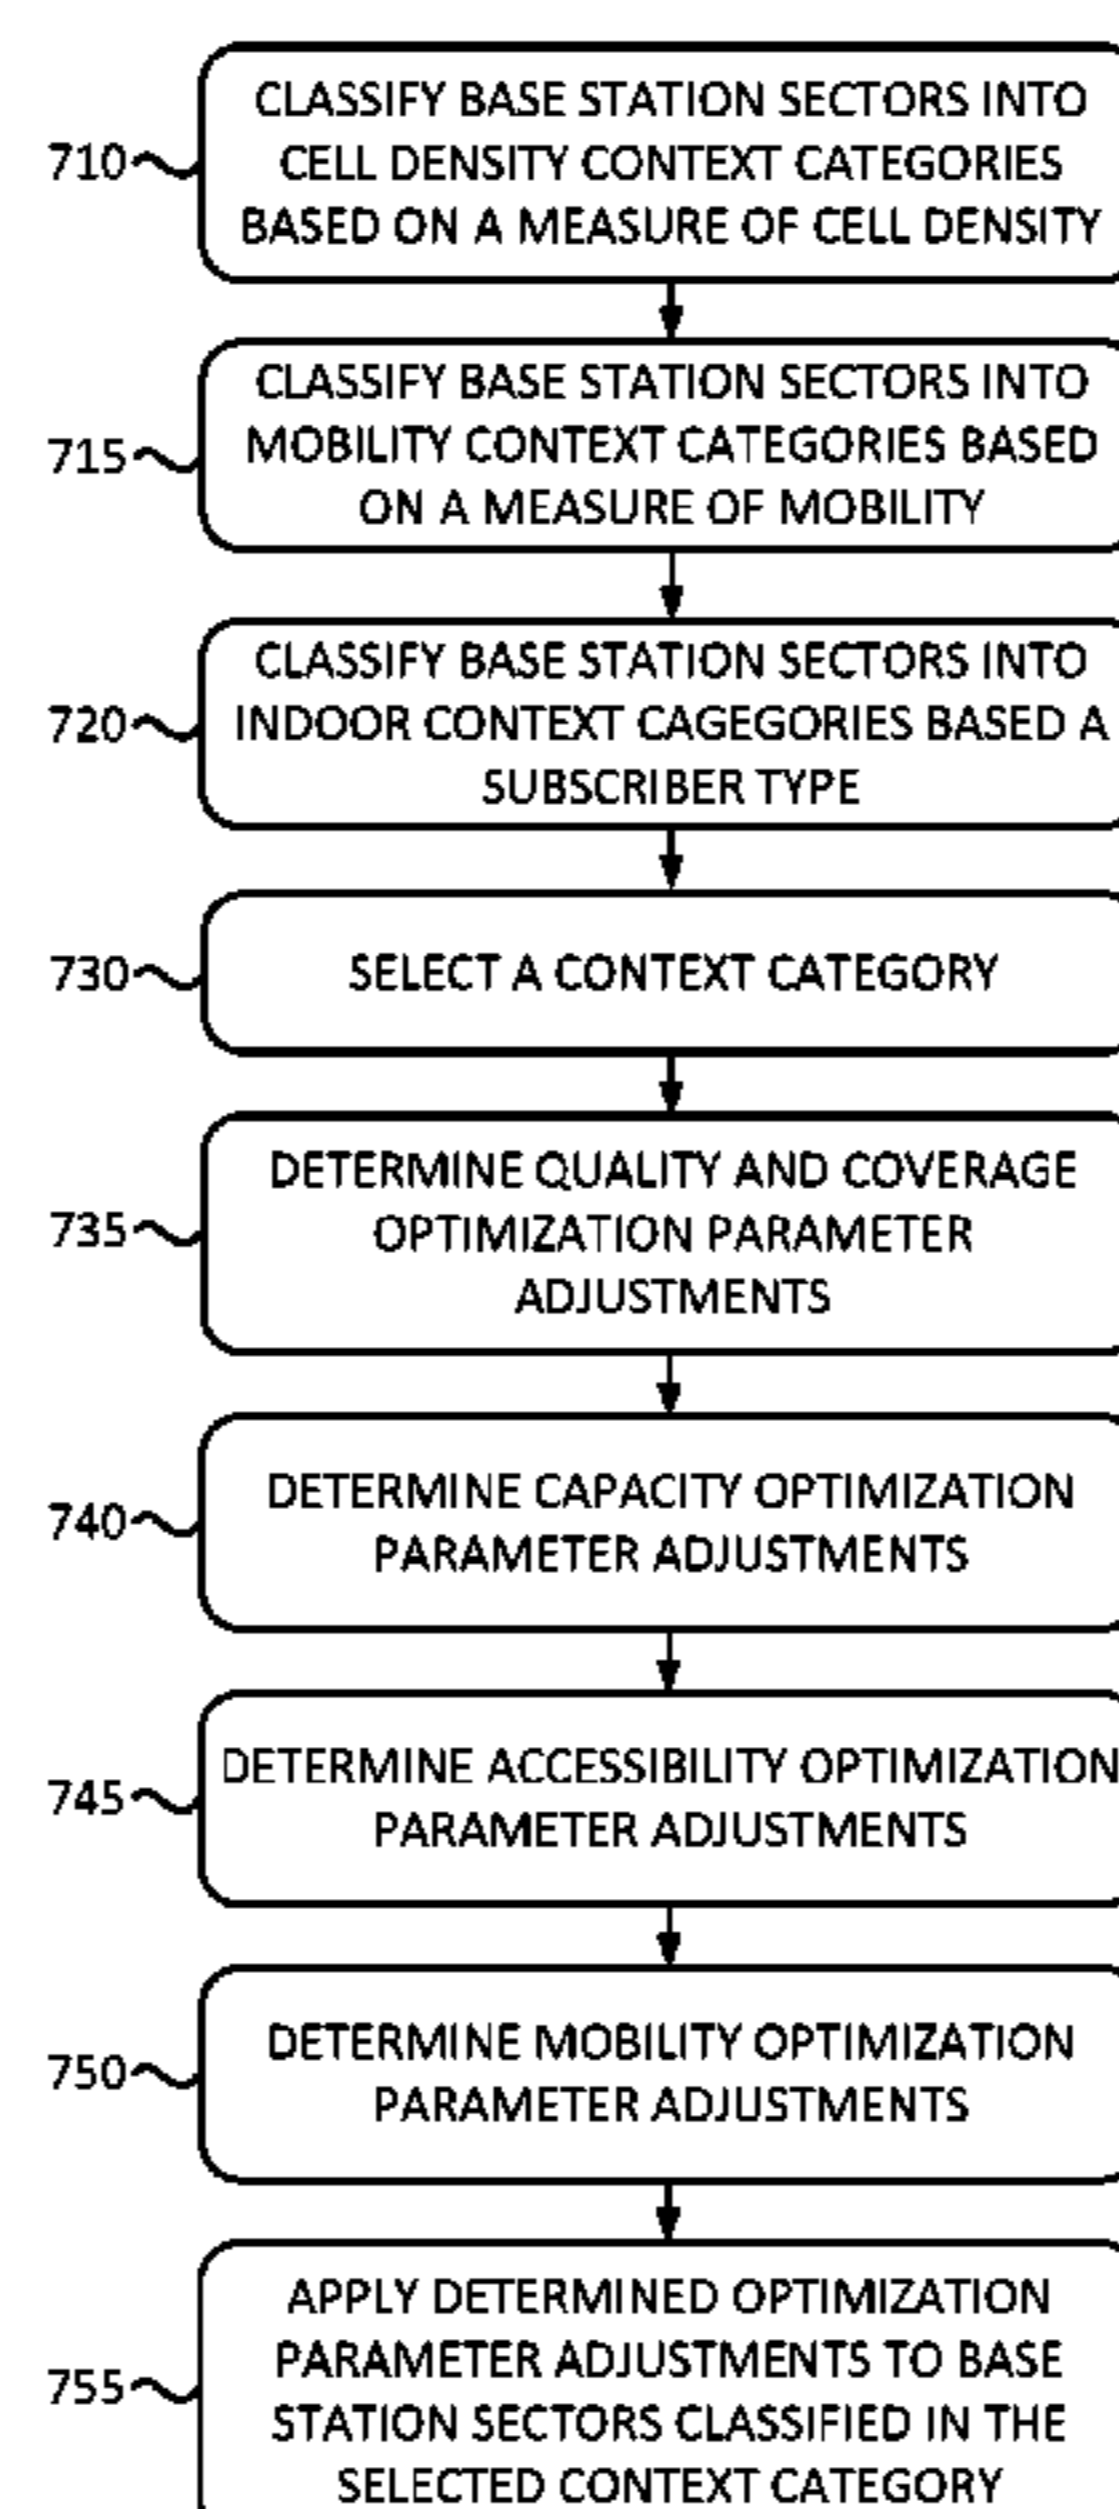 CLASSIFY BASE STATION SECTORS INTO
CELL DENSITY CONTEXT CATEGORIES
BASED ON A MEASURE OF CELL DENSITY
710
CLASSIFY BASE STATION SECTORS INTO
MOBILITY CONTEXT CATEGORIES BASED
ON A MEASURE OF MOBILITY
715
CLASSIFY BASE STATION SECTORS INTO
INDOOR CONTEXT CAGEGORIES BASED A
SUBSCRIBER TYPE
720
SELECT A CONTEXT CATEGORY
730
DETERMINE QUALITY AND COVERAGE
OPTIMIZATION PARAMETER
ADJUSTMENTS
735
DETERMINE CAPACITY OPTIMIZATION
PARAMETER ADJUSTMENTS
740
DETERMINE ACCESSIBILITY OPTIMIZATION
PARAMETER ADJUSTMENTS
745
DETERMINE MOBILITY OPTIMIZATION
PARAMETER ADJUSTMENTS
750
APPLY DETERMINED OPTIMIZATION
PARAMETER ADJUSTMENTS TO BASE
STATION SECTORS CLASSIFIED IN THE
SELECTED CONTEXT CATEGORY
755